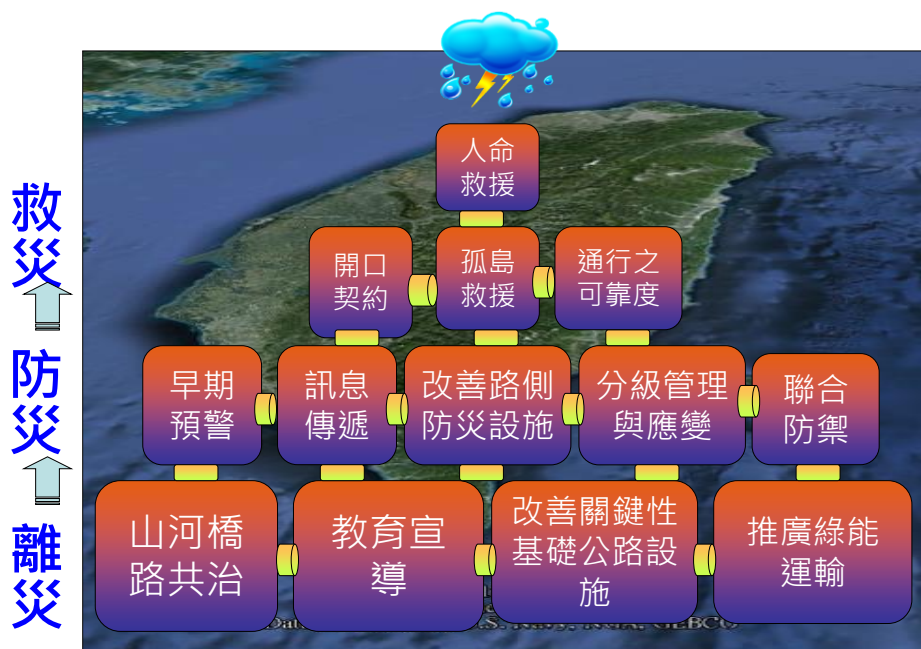 人命
救援
救災
開口
契約
孤島
救援
通行之
可靠度
防災
早期
預警
訊息
傳遞
改善路側
防災設施
分級管理
與應變
聯合
防禦
離災
山河橋
路共治
教育宣
導
改善關鍵性
基礎公路設
施
推廣綠能
運輸
GEBCO